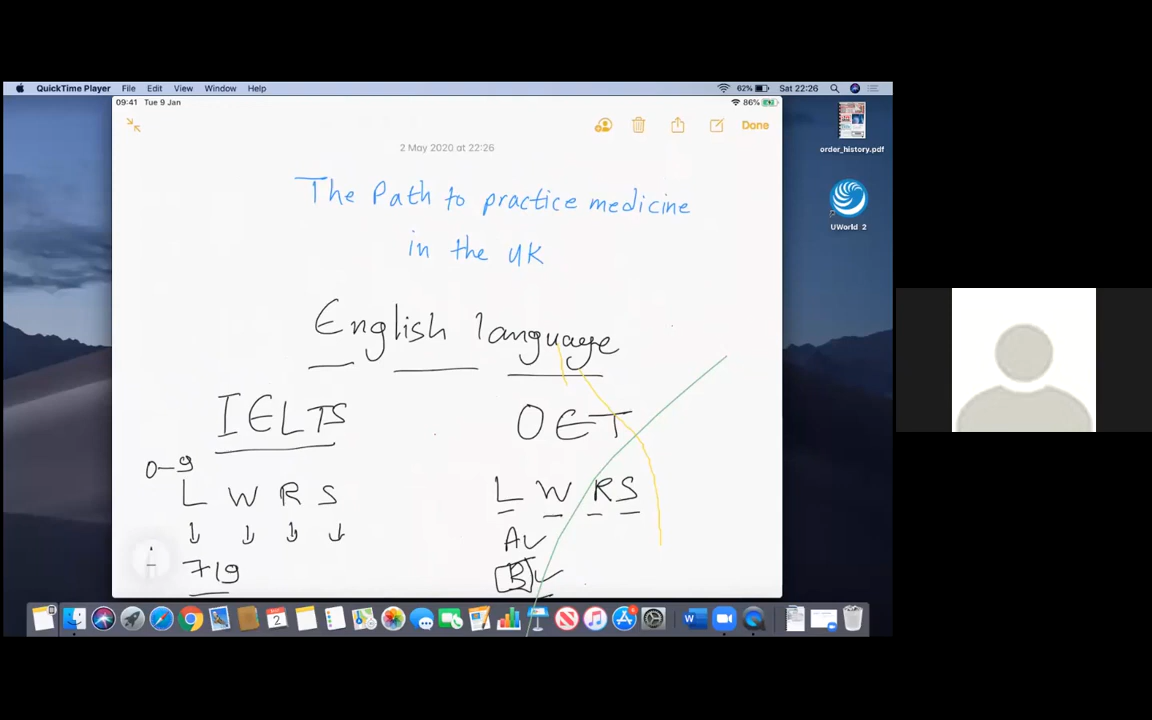 QuickTime Player File Edit View Window Help 62% Sat 22:26
09:41 Tue 9 Jan 86%
Done
order_history.pdf
2 May 2020 at 22:26
The Path to practice medicine
in the UK
UWorld 2
English language
IELTS OET
0-9
L W R S L W R S
A
7/9 B